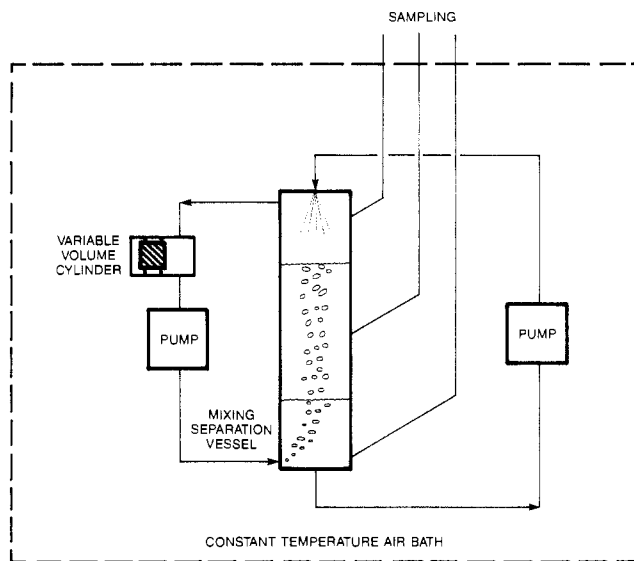 SAMPLING
VARIABLE
VOLUME
CYLINDER
PUMP
PUMP
MIXING
SEPARATION
VESSEL
CONSTANT TEMPERATURE AIR BATH